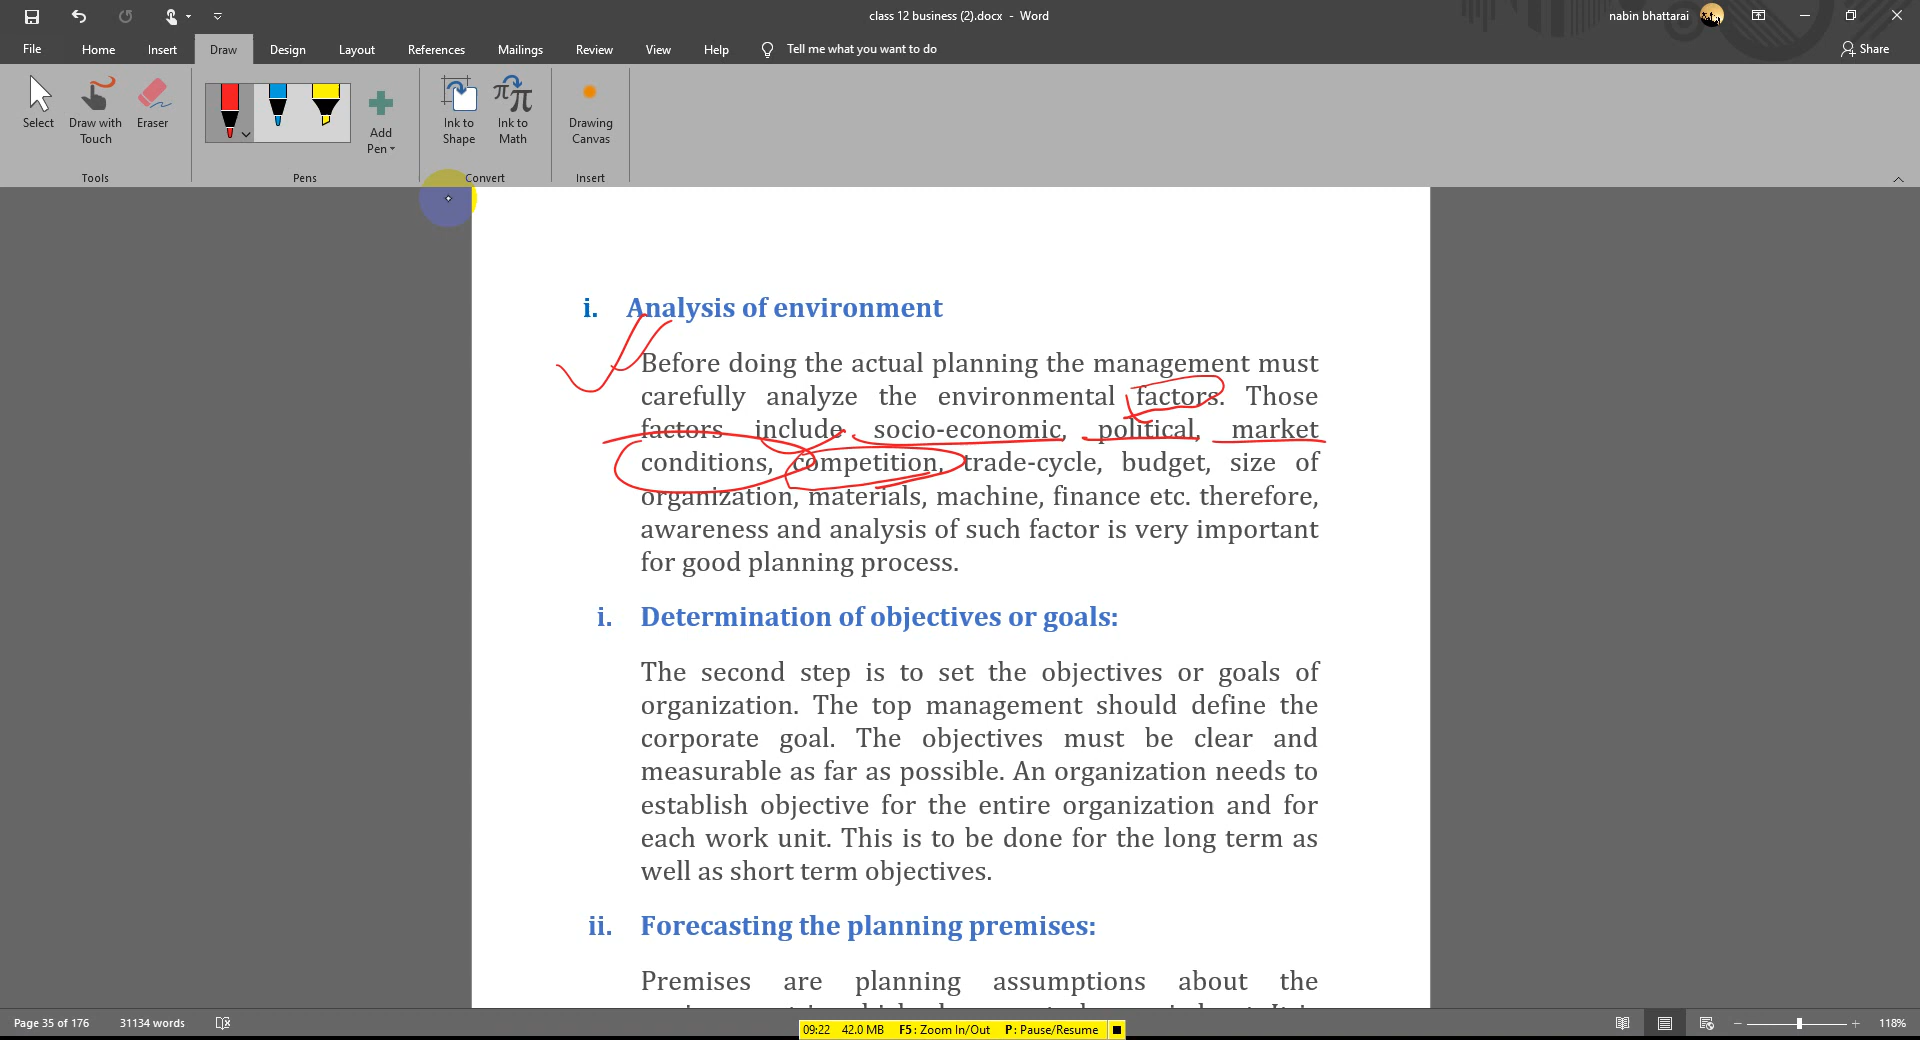 class 12 business (2).docx - Word
nabin bhattarai
File Home Insert Draw Design Layout References Mailings Review View Help Tell me what you want to do
Share
Select
Draw with Touch
Eraser
Add Pen
Ink to Shape
Ink to Math
Drawing Canvas
Tools Pens Convert Insert
i. Analysis of environment
Before doing the actual planning the management must
carefully analyze the environmental factors. Those
factors include socio-economic, political, market
conditions, competition, trade-cycle, budget, size of
organization, materials, machine, finance etc. therefore,
awareness and analysis of such factor is very important
for good planning process.
i. Determination of objectives or goals:
The second step is to set the objectives or goals of
organization. The top management should define the
corporate goal. The objectives must be clear and
measurable as far as possible. An organization needs to
establish objective for the entire organization and for
each work unit. This is to be done for the long term as
well as short term objectives.
ii. Forecasting the planning premises:
Premises are planning assumptions about the
Page 35 of 176 31134 words
09:22 42.0 MB F5: Zoom In/Out P: Pause/Resume
118%